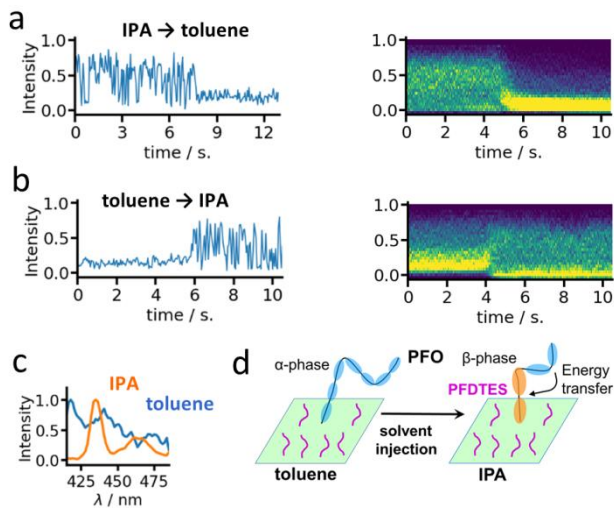 a
IPA → toluene
Intensity
1.0
0.5
0.0
0 3 6 9 12
time / s.
1.0
0.5
0.0
0 2 4 6 8 10
time / s.
b
toluene → IPA
Intensity
1.0
0.5
0.0
0 2 4 6 8 10
time / s.
1.0
0.5
0.0
0 2 4 6 8 10
time / s.
c
IPA
toluene
Intensity
1.0
0.5
0.0
425 450 475
λ / nm
d
α-phase
PFO
toluene
solvent
injection
β-phase
PFDTES
Energy
transfer
IPA